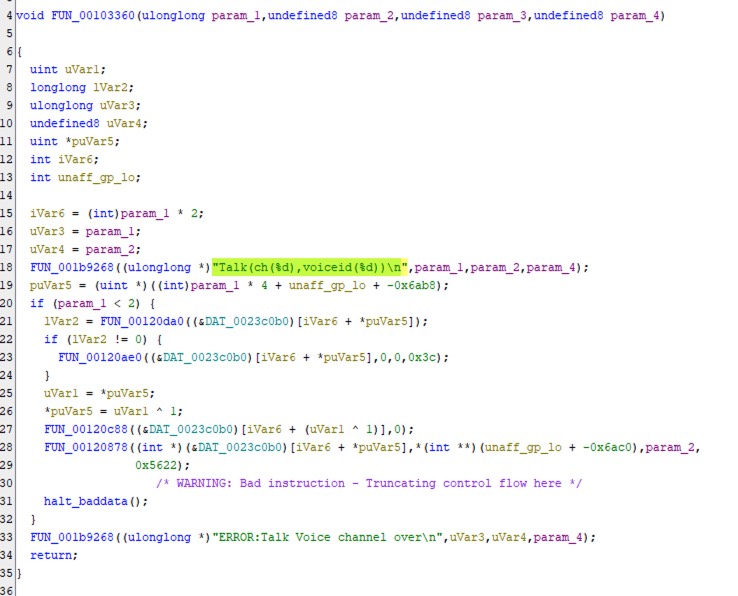 4 void FUN_00103360(ulonglong param_1,undefined8 param_2,undefined8 param_3,undefined8 param_4)
5
6 {
7 uint uVar1;
8 longlong lVar2;
9 ulonglong uVar3;
10 undefined8 uVar4;
11 uint *puVar5;
12 int iVar6;
13 int unaff_gp_lo;
14
15 iVar6 = (int)param_1 * 2;
16 uVar3 = param_1;
17 uVar4 = param_2;
18 FUN_001b9268((ulonglong *)"Talk(ch(%d),voiceid(%d))\n",param_1,param_2,param_4);
19 puVar5 = (uint *)((int)param_1 * 4 + unaff_gp_lo + -0x6ab8);
20 if (param_1 < 2) {
21 lVar2 = FUN_00120da0((&DAT_0023c0b0)[iVar6 + *puVar5]);
22 if (lVar2 != 0) {
23 FUN_00120ae0((&DAT_0023c0b0)[iVar6 + *puVar5],0,0,0x3c);
24 }
25 uVar1 = *puVar5;
26 *puVar5 = uVar1 ^ 1;
27 FUN_00120c88((&DAT_0023c0b0)[iVar6 + (uVar1 ^ 1)],0);
28 FUN_00120878((int *)(&DAT_0023c0b0)[iVar6 + *puVar5],*(int **)(unaff_gp_lo + -0x6ac0),param_2,
29 0x5622);
30 /* WARNING: Bad instruction - Truncating control flow here */
31 halt_baddata();
32 }
33 FUN_001b9268((ulonglong *)"ERROR:Talk Voice channel over\n",uVar3,uVar4,param_4);
34 return;
35 }
36